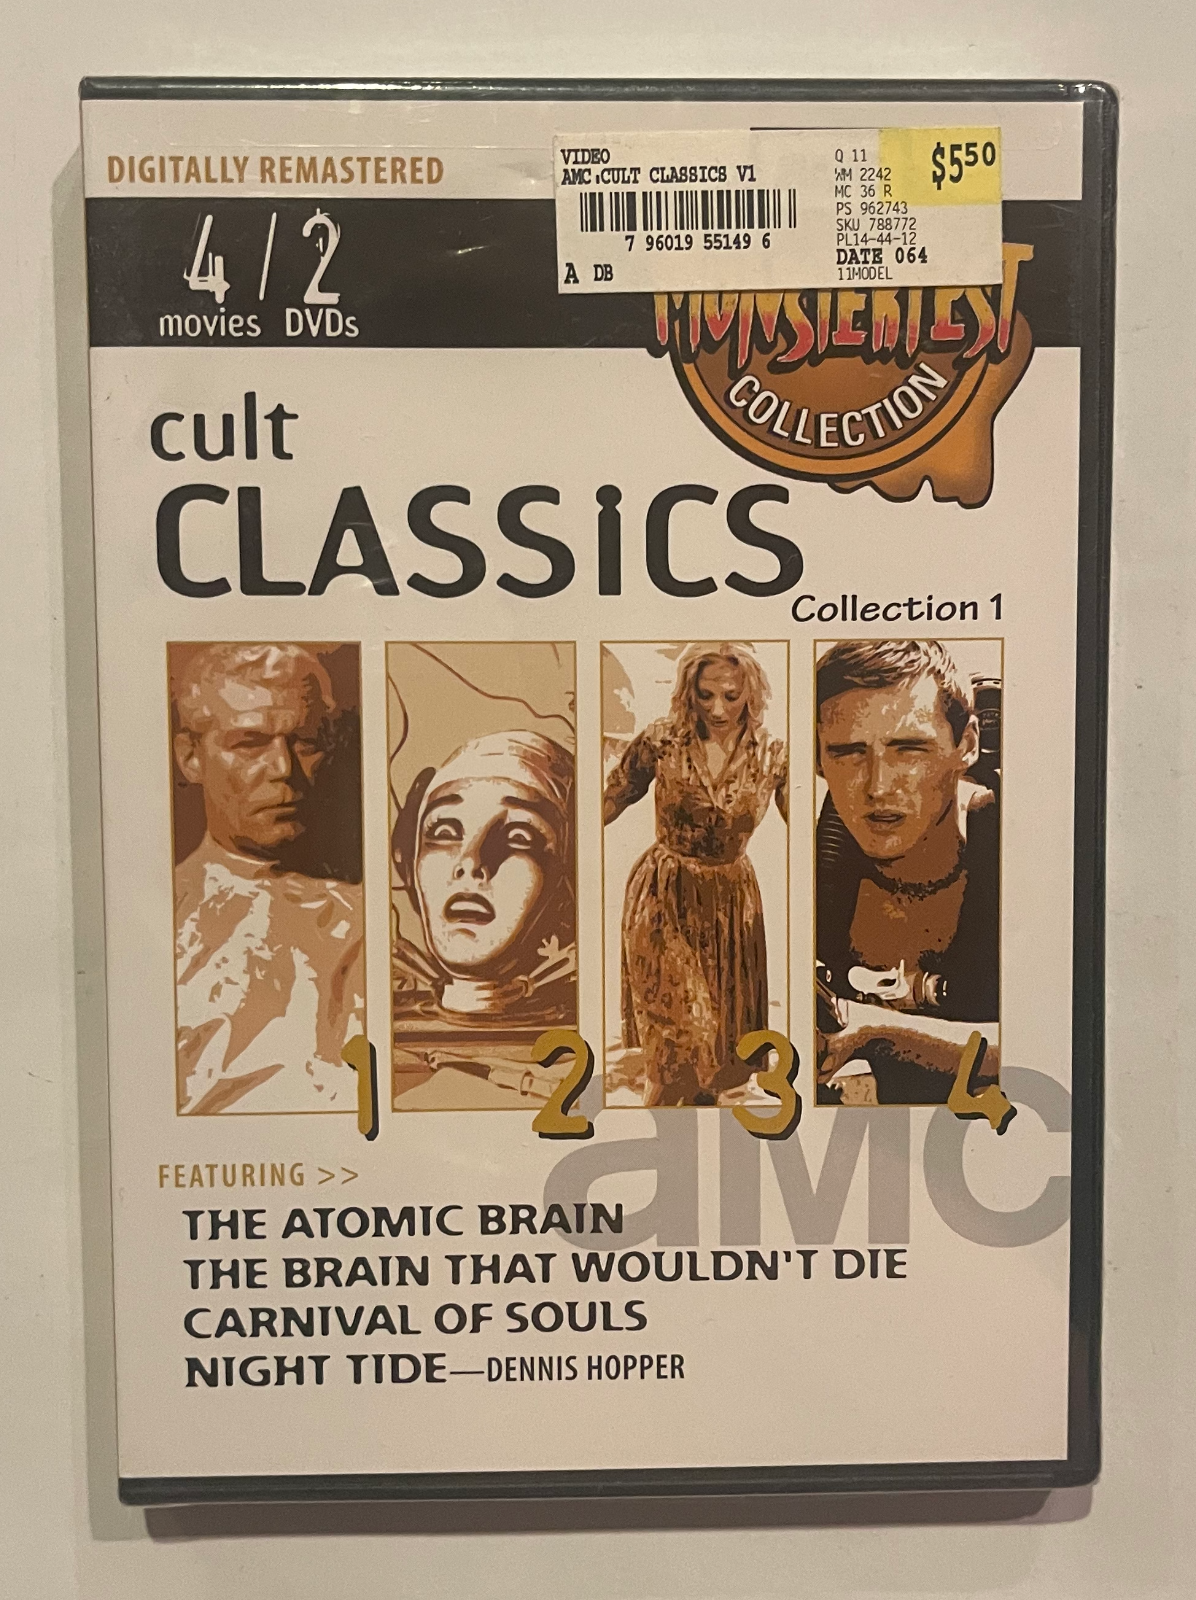 DIGITALLY REMASTERED
VIDEO
AMC:CULT CLASSICS V1
7 96019 55149 6
A DB
Q 11
WM 2242
MC 36 R
PS 962743
SKU 788772
PL14-44-12
DATE 064
11MODEL
$5.50
4/2
movies DVDs
MONSTERFEST
COLLECTION
cult
CLASSiCS
Collection 1
1 2 3 4
amc
FEATURING >>
THE ATOMIC BRAIN
THE BRAIN THAT WOULDN'T DIE
CARNIVAL OF SOULS
NIGHT TIDE—DENNIS HOPPER